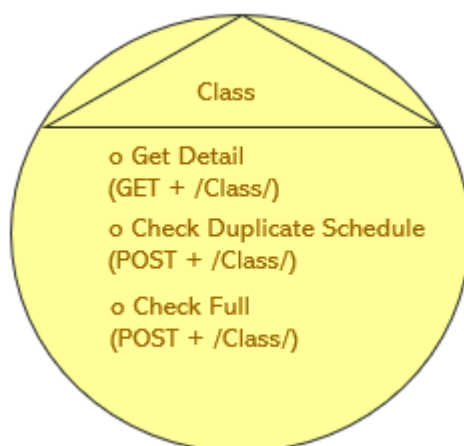 Class
o Get Detail
(GET + /Class/)
o Check Duplicate Schedule
(POST + /Class/)
o Check Full
(POST + /Class/)